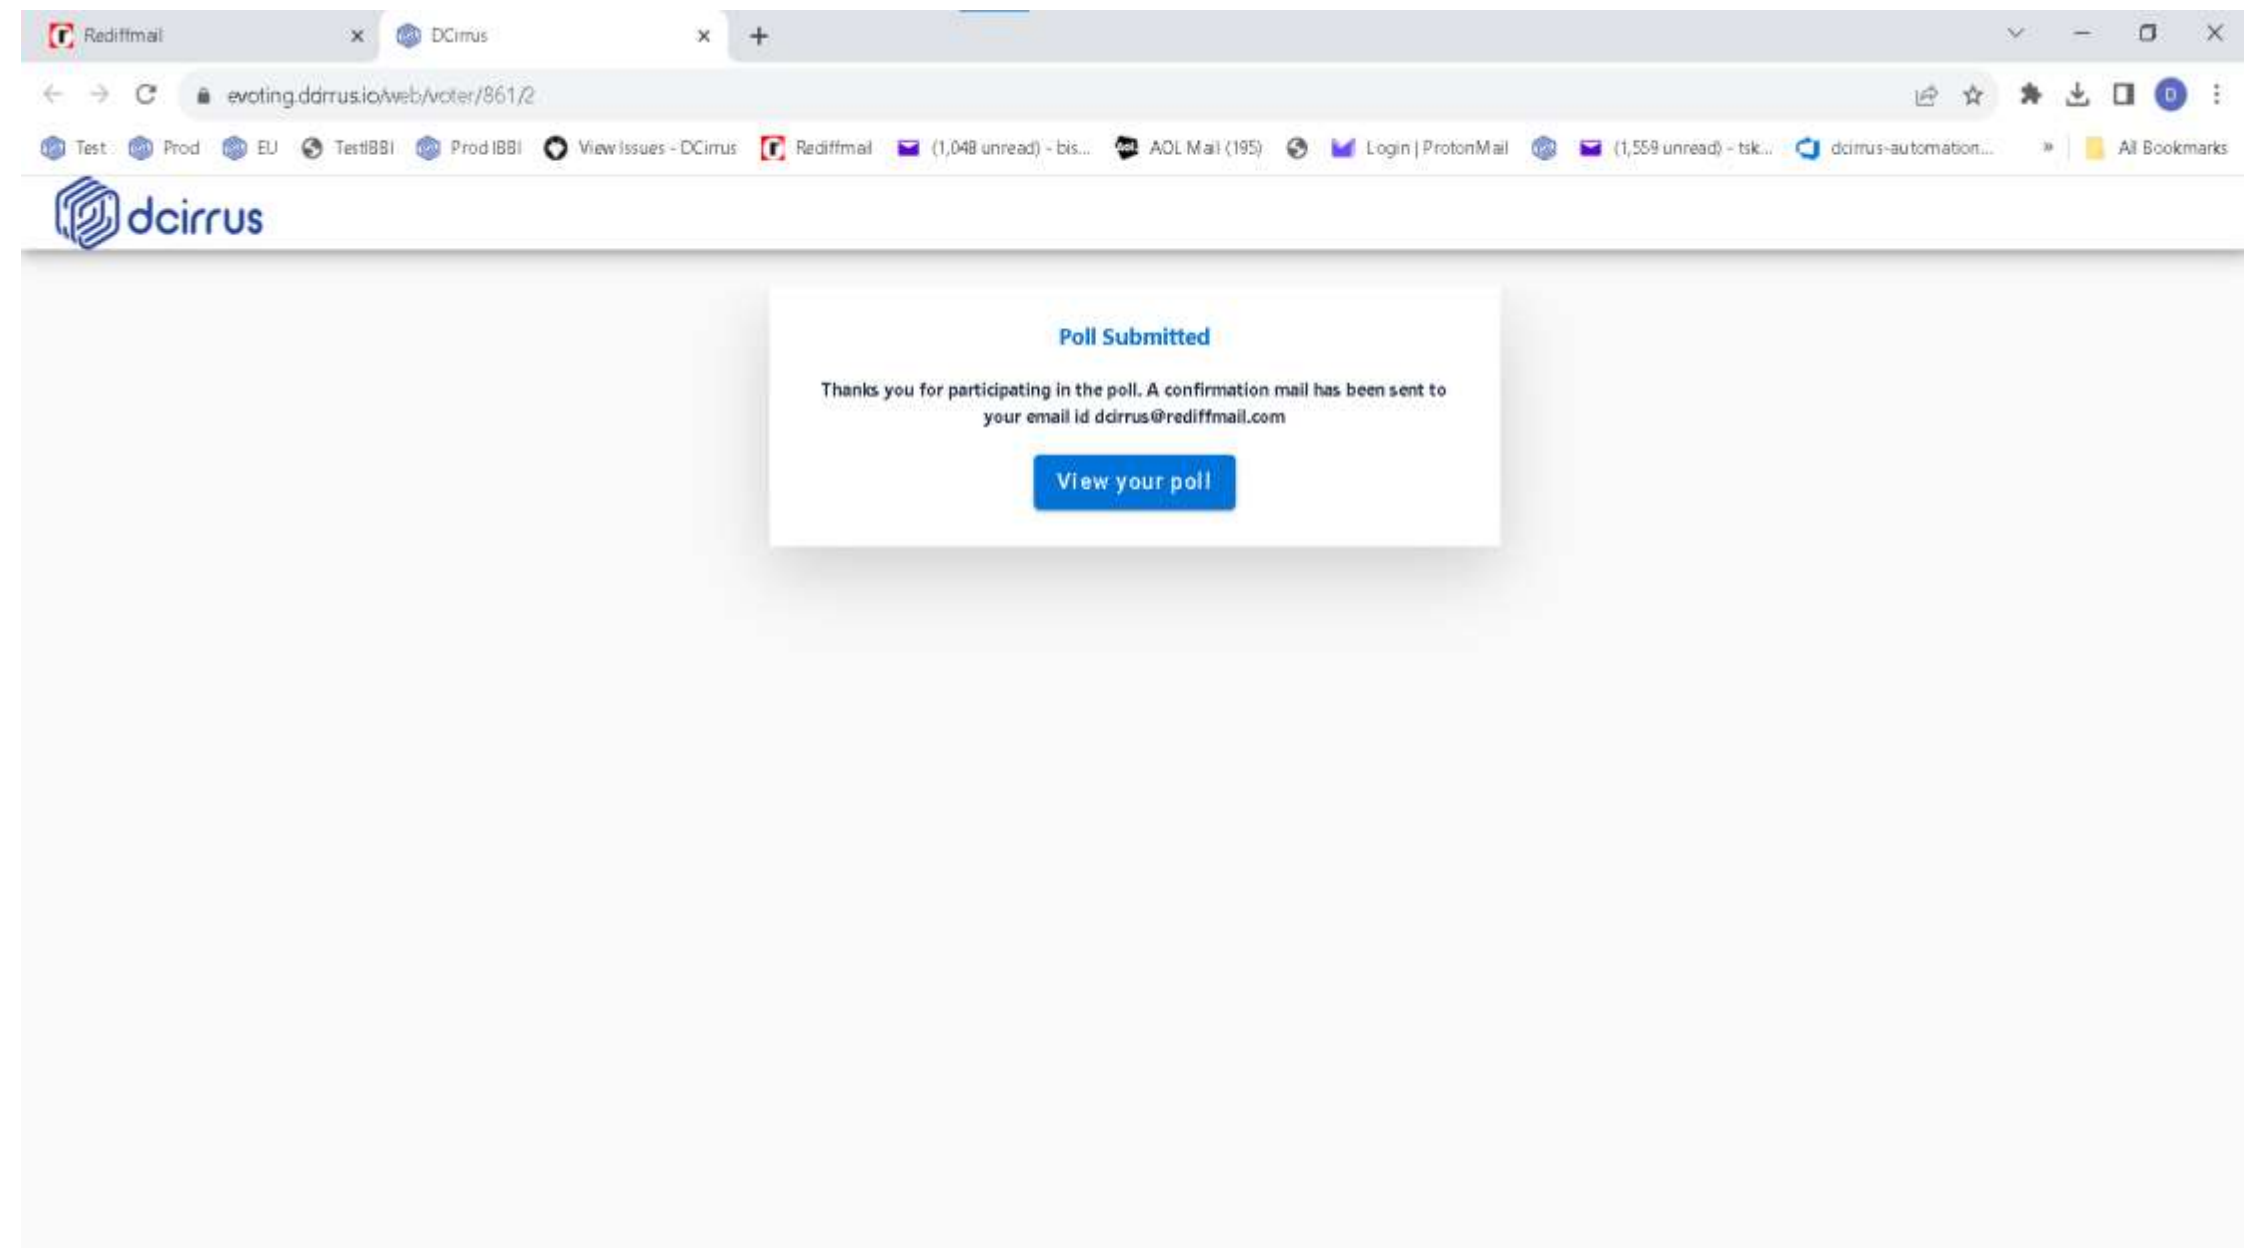 Rediffmail
DCirrus
evoting.dcirrus.io/web/voter/861/2
Test Prod EU TestIBBI Prod IBBI View Issues - DCirrus Rediffmail (1,048 unread) - bis... AOL Mail (195) Login | ProtonMail (1,559 unread) - tsk... dcirrus-automation... » All Bookmarks
dcirrus
Poll Submitted
Thanks you for participating in the poll. A confirmation mail has been sent to
your email id dcirrus@rediffmail.com
View your poll